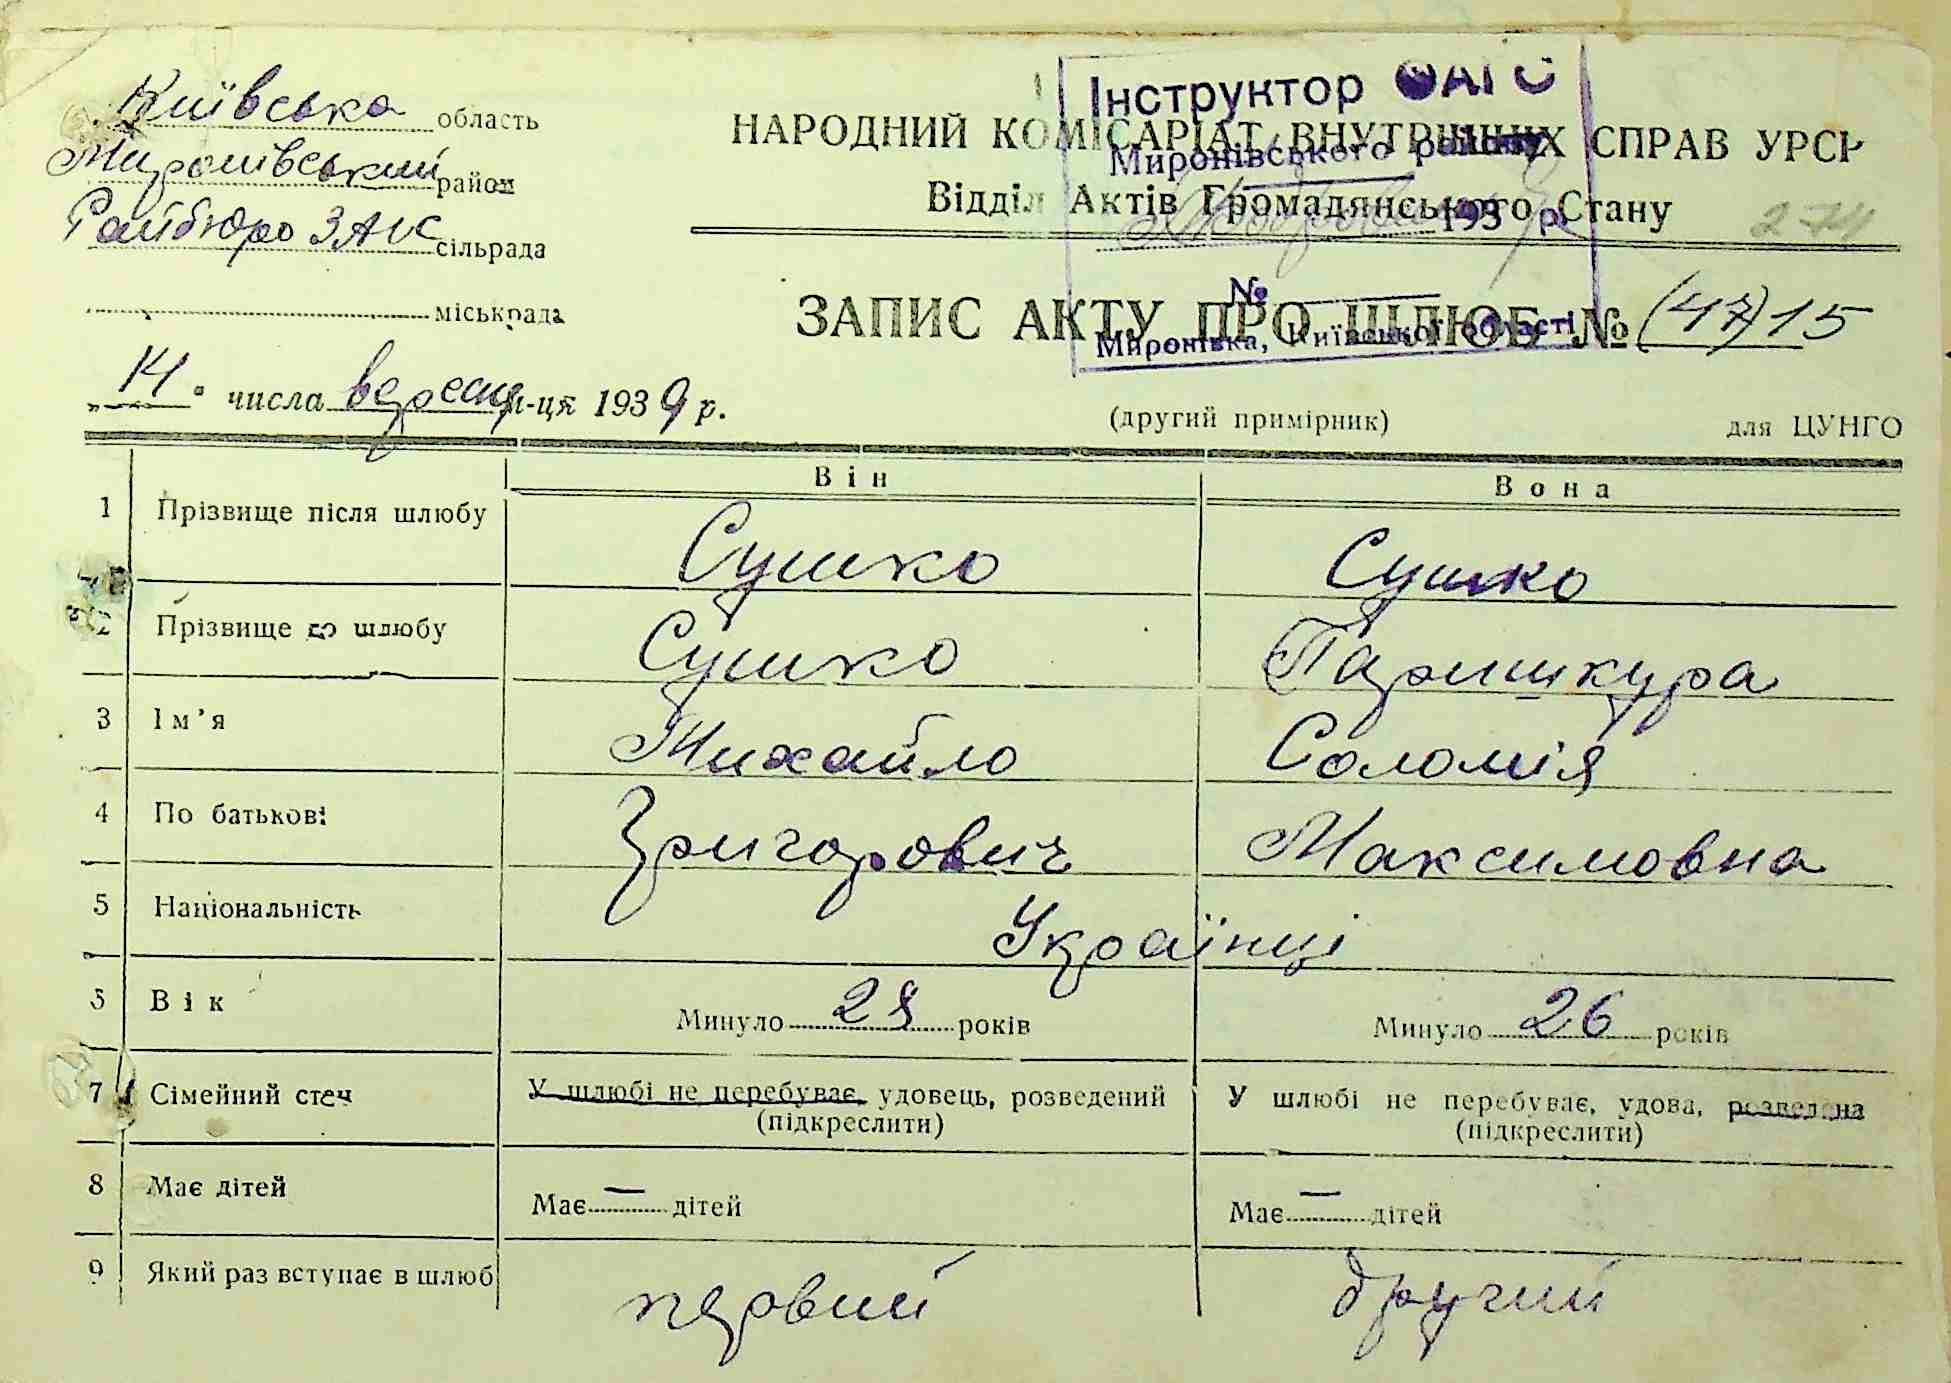 Київська область
Миронівський район
Райбюро ЗАГС сільрада
міськрада
„14“ числа вересня м-ця 1939 р.
Інструктор ВАГС
Миронівського району
193 р.
№
Миронівка, Київської області
НАРОДНИЙ КОМІСАРІАТ ВНУТРІШНІХ СПРАВ УРСР
Відділ Актів Громадянського Стану
274
ЗАПИС АКТУ ПРО ШЛЮБ № (47) 15
(другий примірник) для ЦУНГО
Він Вона
1 Прізвище після шлюбу Сушко Сушко
2 Прізвище до шлюбу Сушко Паришкура
3 Ім’я Михайло Соломія
4 По батькові Григорович Максимовна
5 Національність Українці
6 Вік Минуло 28 років Минуло 26 років
7 Сімейний стан У шлюбі не перебуває, удовець, розведений У шлюбі не перебуває, удова, розведена
(підкреслити) (підкреслити)
8 Має дітей Має — дітей Має — дітей
9 Який раз вступає в шлюб первий другий